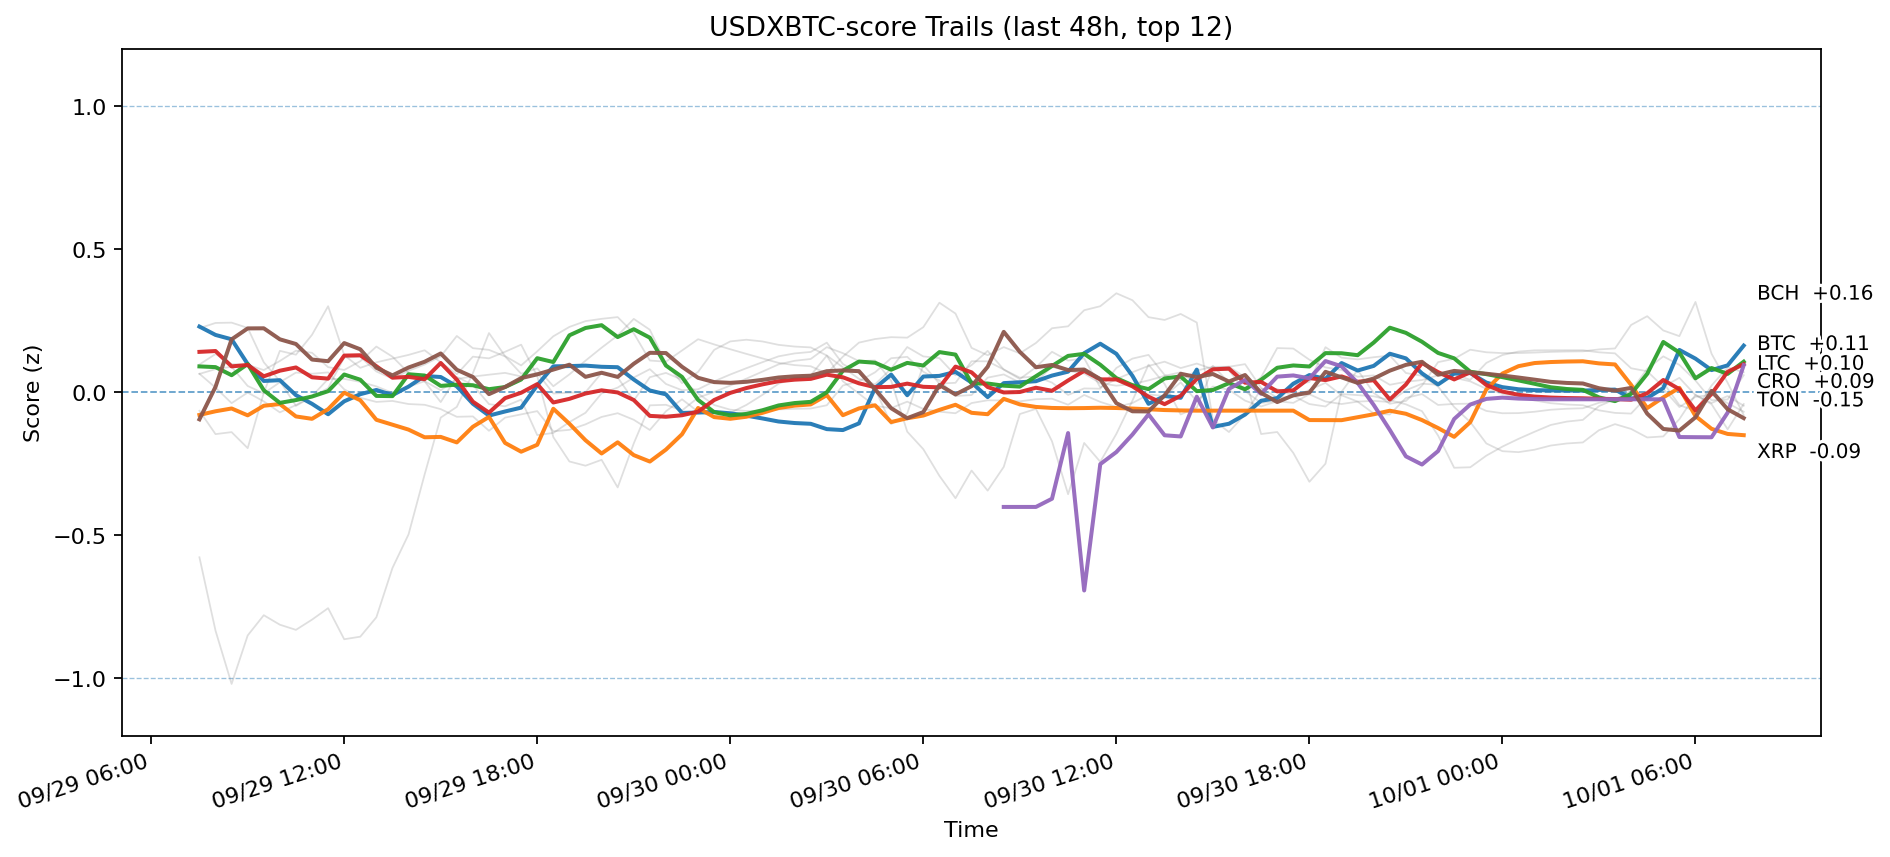 USDXBTC-score Trails (last 48h, top 12)
Score (z)
1.0
0.5
0.0
−0.5
−1.0
BCH +0.16
BTC +0.11
LTC +0.10
CRO +0.09
TON -0.15
XRP -0.09
09/29 06:00
09/29 12:00
09/29 18:00
09/30 00:00
09/30 06:00
09/30 12:00
09/30 18:00
10/01 00:00
10/01 06:00
Time